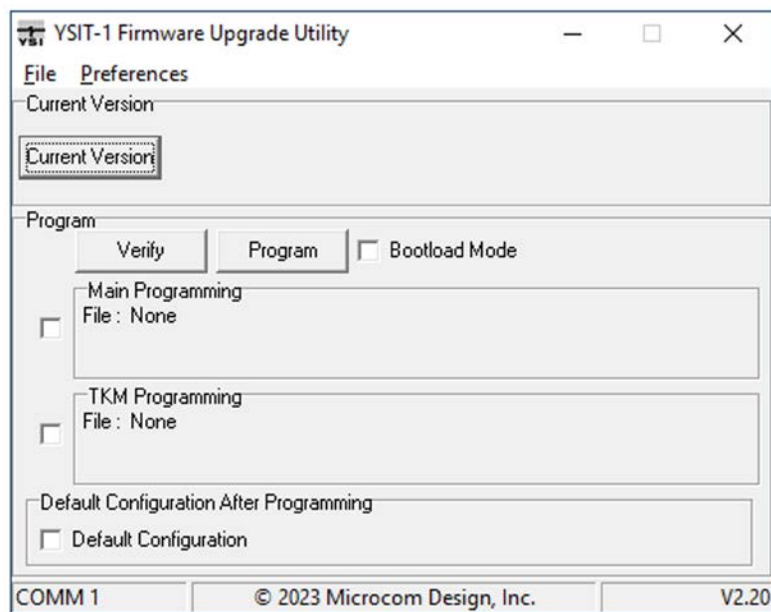 YSI YSIT-1 Firmware Upgrade Utility
File Preferences
Current Version
Current Version
Program
Verify Program Bootload Mode
Main Programming
File : None
TKM Programming
File : None
Default Configuration After Programming
Default Configuration
COMM 1 © 2023 Microcom Design, Inc. V2.20